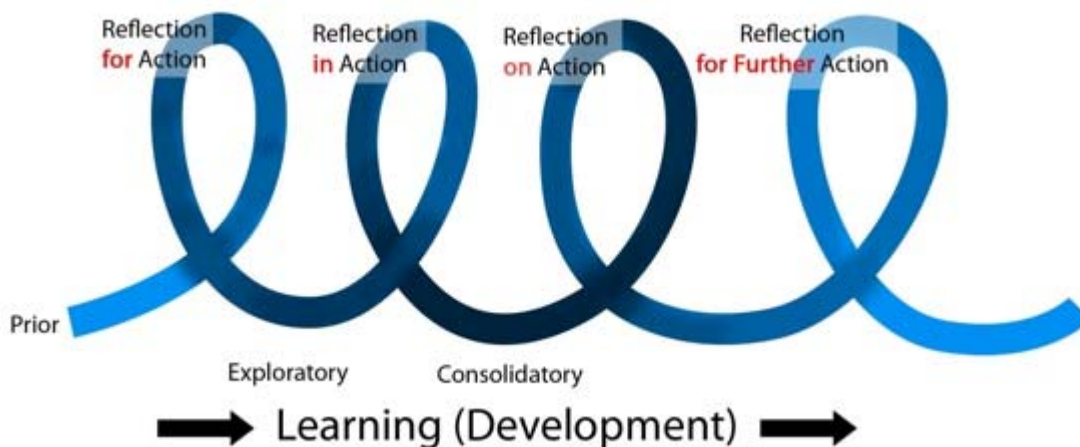 Reflection
for Action
Reflection
in Action
Reflection
on Action
Reflection
for Further Action
Prior
Exploratory
Consolidatory
Learning (Development)